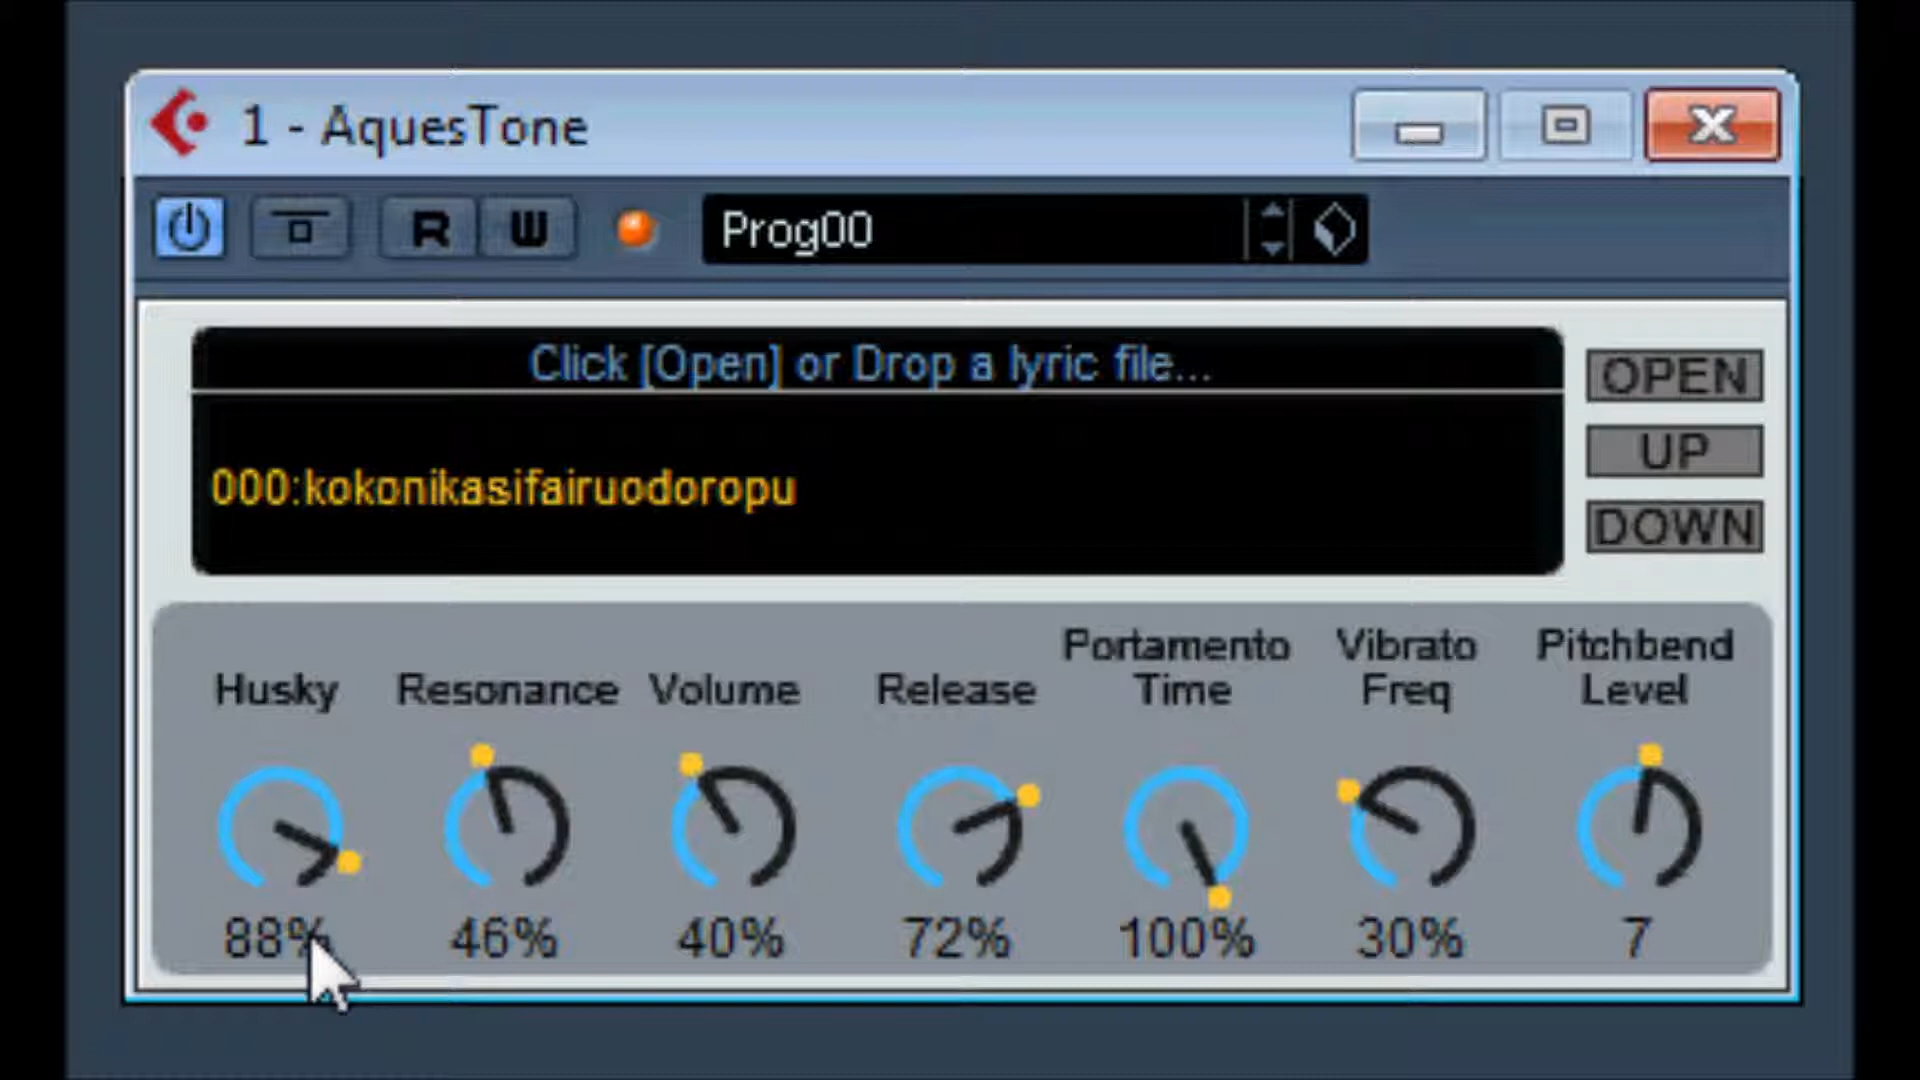 1 - AquesTone
R W Prog00
Click [Open] or Drop a lyric file...
OPEN
000:kokonikasifairuodoropu
UP
DOWN
Husky Resonance Volume Release Portamento Time Vibrato Freq Pitchbend Level
88% 46% 40% 72% 100% 30% 7